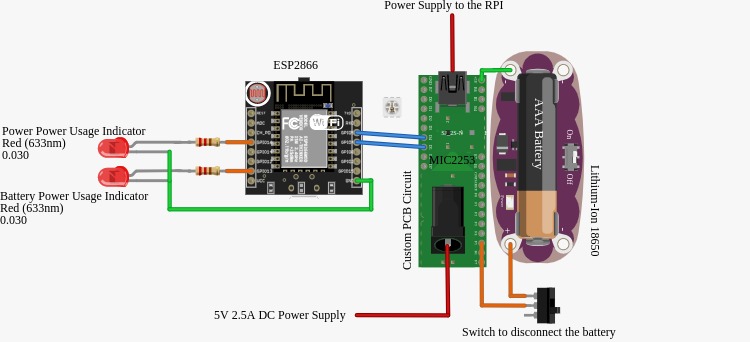 Power Supply to the RPI
ESP2866
Power Power Usage Indicator
Red (633nm)
0.030
Battery Power Usage Indicator
Red (633nm)
0.030
FC
WiFi
MIC2253
Custom PCB Circuit
AAA Battery
On
Off
Lithium-Ion 18650
5V 2.5A DC Power Supply
Switch to disconnect the battery